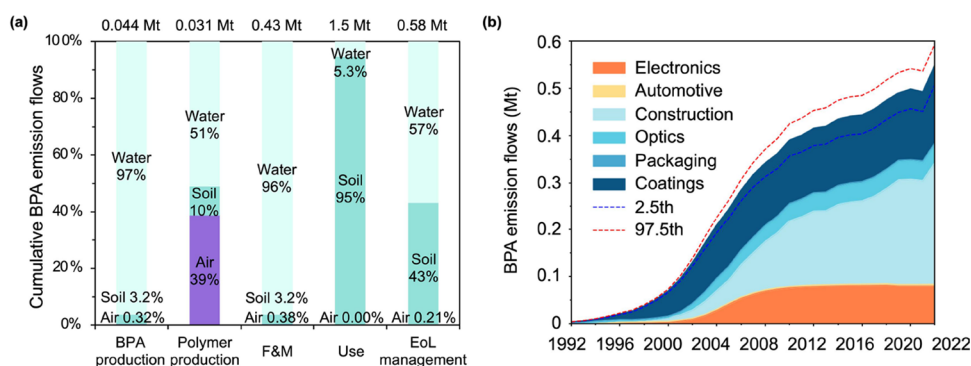 (a)
0.044 Mt 0.031 Mt 0.43 Mt 1.5 Mt 0.58 Mt
Cumulative BPA emission flows
100%
80%
60%
40%
20%
0%
Water
97%
Soil 3.2%
Air 0.32%
Water
51%
Soil
10%
Air
39%
Water
96%
Soil 3.2%
Air 0.38%
Water
5.3%
Soil
95%
Air 0.00%
Water
57%
Soil
43%
Air 0.21%
BPA
production
Polymer
production
F&M
Use
EoL
management
(b)
BPA emission flows (Mt)
0.6
0.5
0.4
0.3
0.2
0.1
0
Electronics
Automotive
Construction
Optics
Packaging
Coatings
2.5th
97.5th
1992 1996 2000 2004 2008 2012 2016 2020 2022